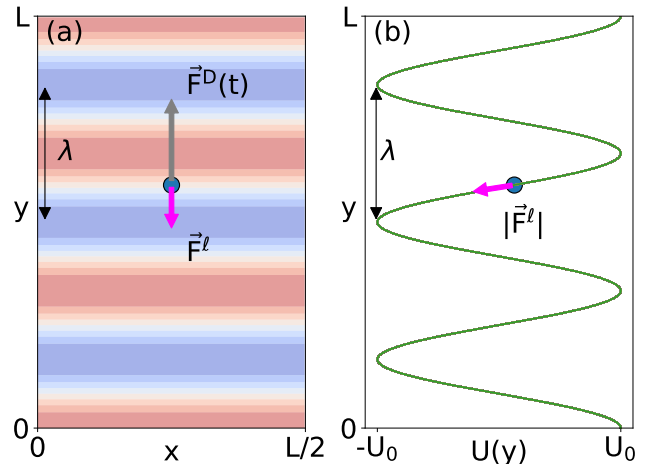 L (a)
F⃗ᴰ(t)
λ
y
F⃗ˡ
0
0 x L/2
(b)
λ
y
|F⃗ˡ|
0
-U₀ U(y) U₀
L